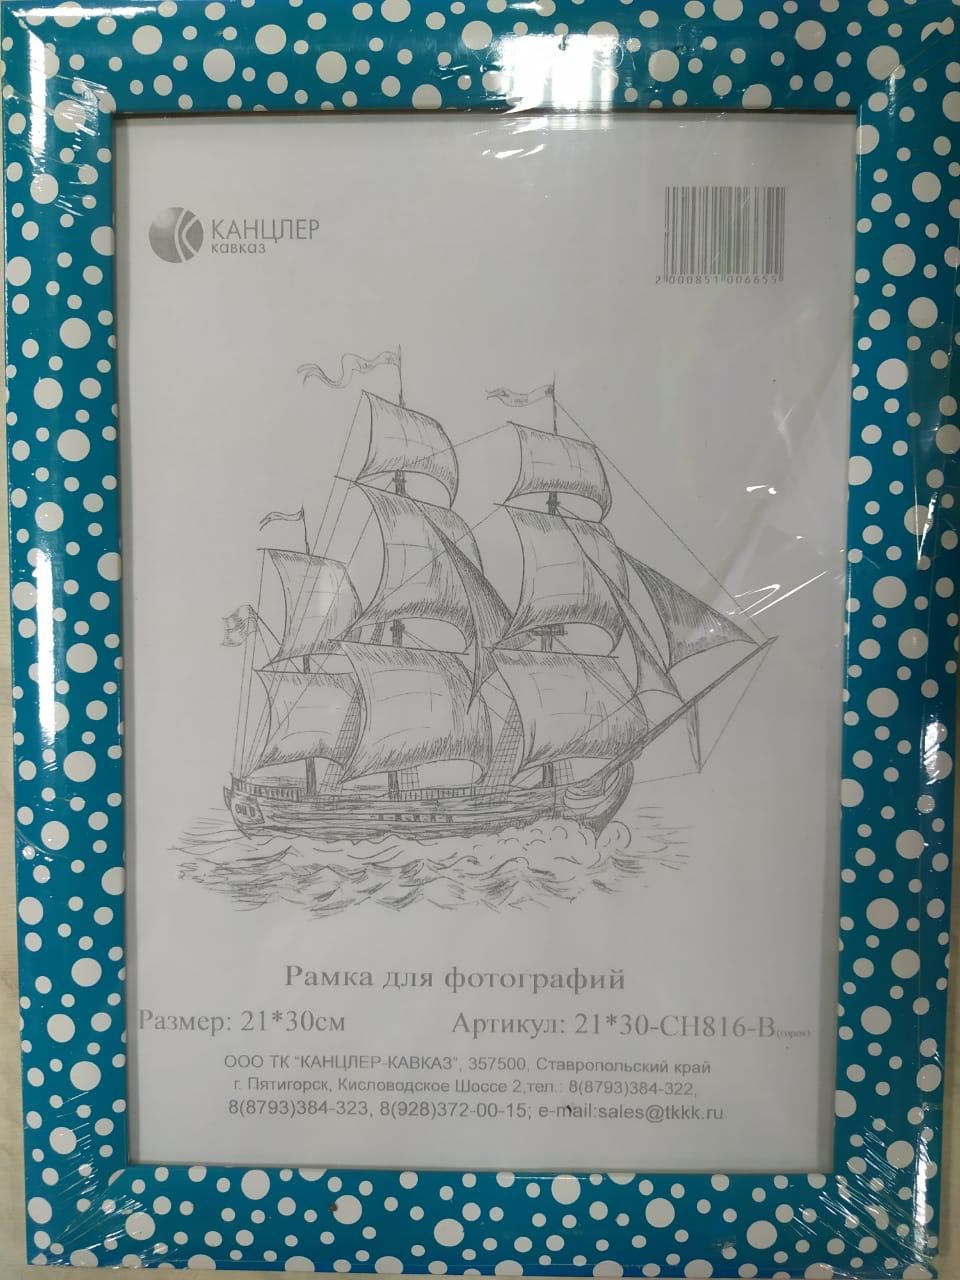 КАНЦЛЕР
кавказ
2000851006655
Рамка для фотографий
Размер: 21*30см
Артикул: 21*30-CH816-B(горох)
ООО ТК "КАНЦЛЕР-КАВКАЗ", 357500, Ставропольский край
г. Пятигорск, Кисловодское Шоссе 2,тел.: 8(8793)384-322,
8(8793)384-323, 8(928)372-00-15; e-mail:sales@tkkk.ru